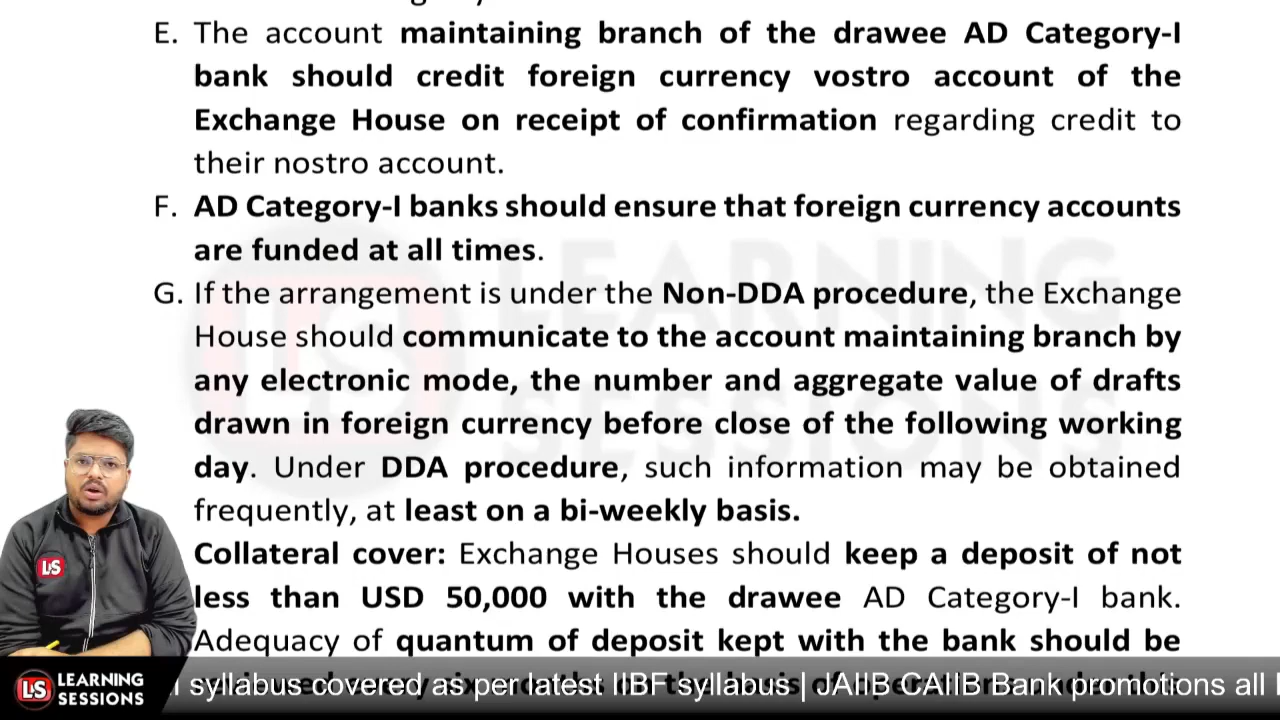 E. The account maintaining branch of the drawee AD Category-I
bank should credit foreign currency vostro account of the
Exchange House on receipt of confirmation regarding credit to
their nostro account.
F. AD Category-I banks should ensure that foreign currency accounts
are funded at all times.
G. If the arrangement is under the Non-DDA procedure, the Exchange
House should communicate to the account maintaining branch by
any electronic mode, the number and aggregate value of drafts
drawn in foreign currency before close of the following working
day. Under DDA procedure, such information may be obtained
frequently, at least on a bi-weekly basis.
Collateral cover: Exchange Houses should keep a deposit of not
less than USD 50,000 with the drawee AD Category-I bank.
Adequacy of quantum of deposit kept with the bank should be
LS
LS LEARNING
SESSIONS
syllabus covered as per latest IIBF syllabus | JAIIB CAIIB Bank promotions all
LS LEARNING
SESSIONS